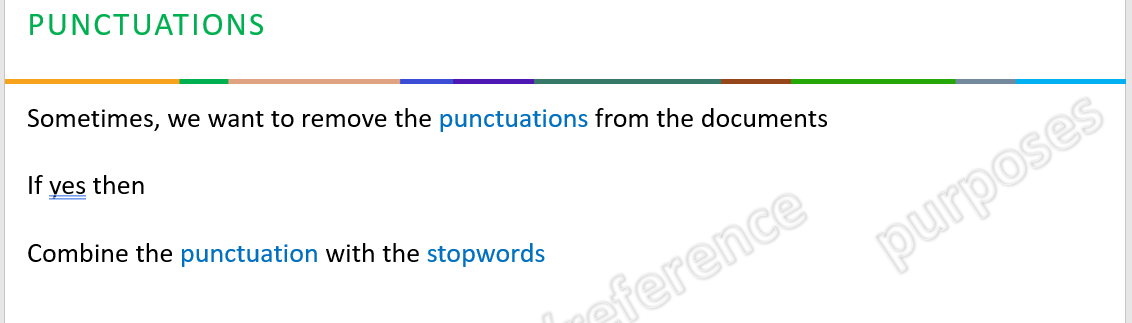 PUNCTUATIONS
Sometimes, we want to remove the punctuations from the documents
If yes then
Combine the punctuation with the stopwords
reference purposes